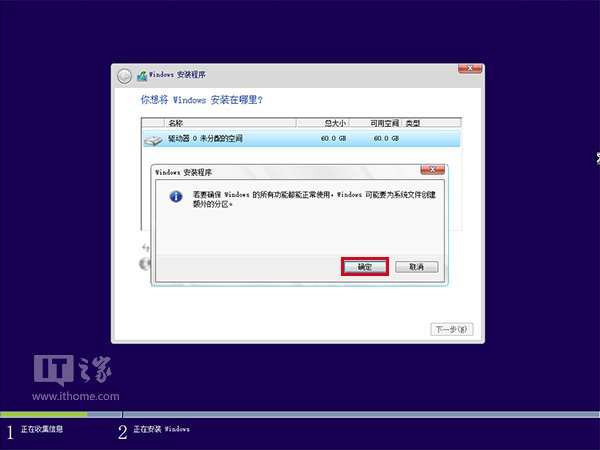 Windows 安装程序
你想将 Windows 安装在哪里?
名称 总大小 可用空间 类型
驱动器 0 未分配的空间 60.0 GB 60.0 GB
Windows 安装程序
若要确保 Windows 的所有功能都能正常使用,Windows 可能要为系统文件创建
额外的分区。
确定 取消
下一步(N)
IT之家
www.ithome.com
1 正在收集信息 2 正在安装 Windows